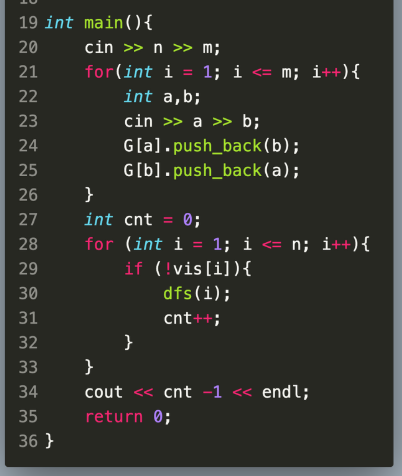 19 int main(){
20     cin >> n >> m;
21     for(int i = 1; i <= m; i++){
22         int a,b;
23         cin >> a >> b;
24         G[a].push_back(b);
25         G[b].push_back(a);
26     }
27     int cnt = 0;
28     for (int i = 1; i <= n; i++){
29         if (!vis[i]){
30             dfs(i);
31             cnt++;
32         }
33     }
34     cout << cnt -1 << endl;
35     return 0;
36 }